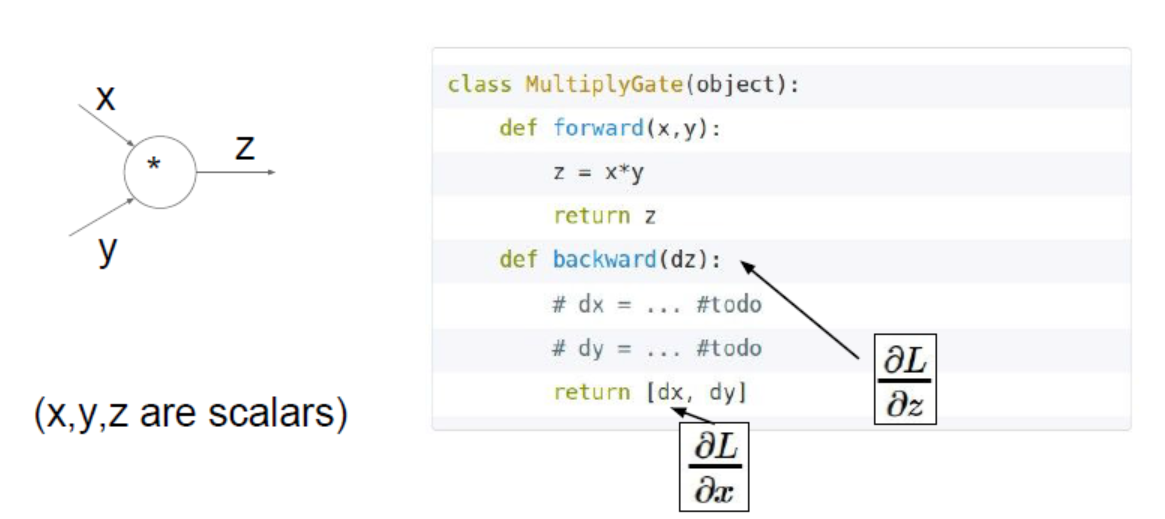 x
*
z
y
(x,y,z are scalars)
class MultiplyGate(object):
    def forward(x,y):
        z = x*y
        return z
    def backward(dz):
        # dx = ... #todo
        # dy = ... #todo
        return [dx, dy]
∂L
∂z
∂L
∂x